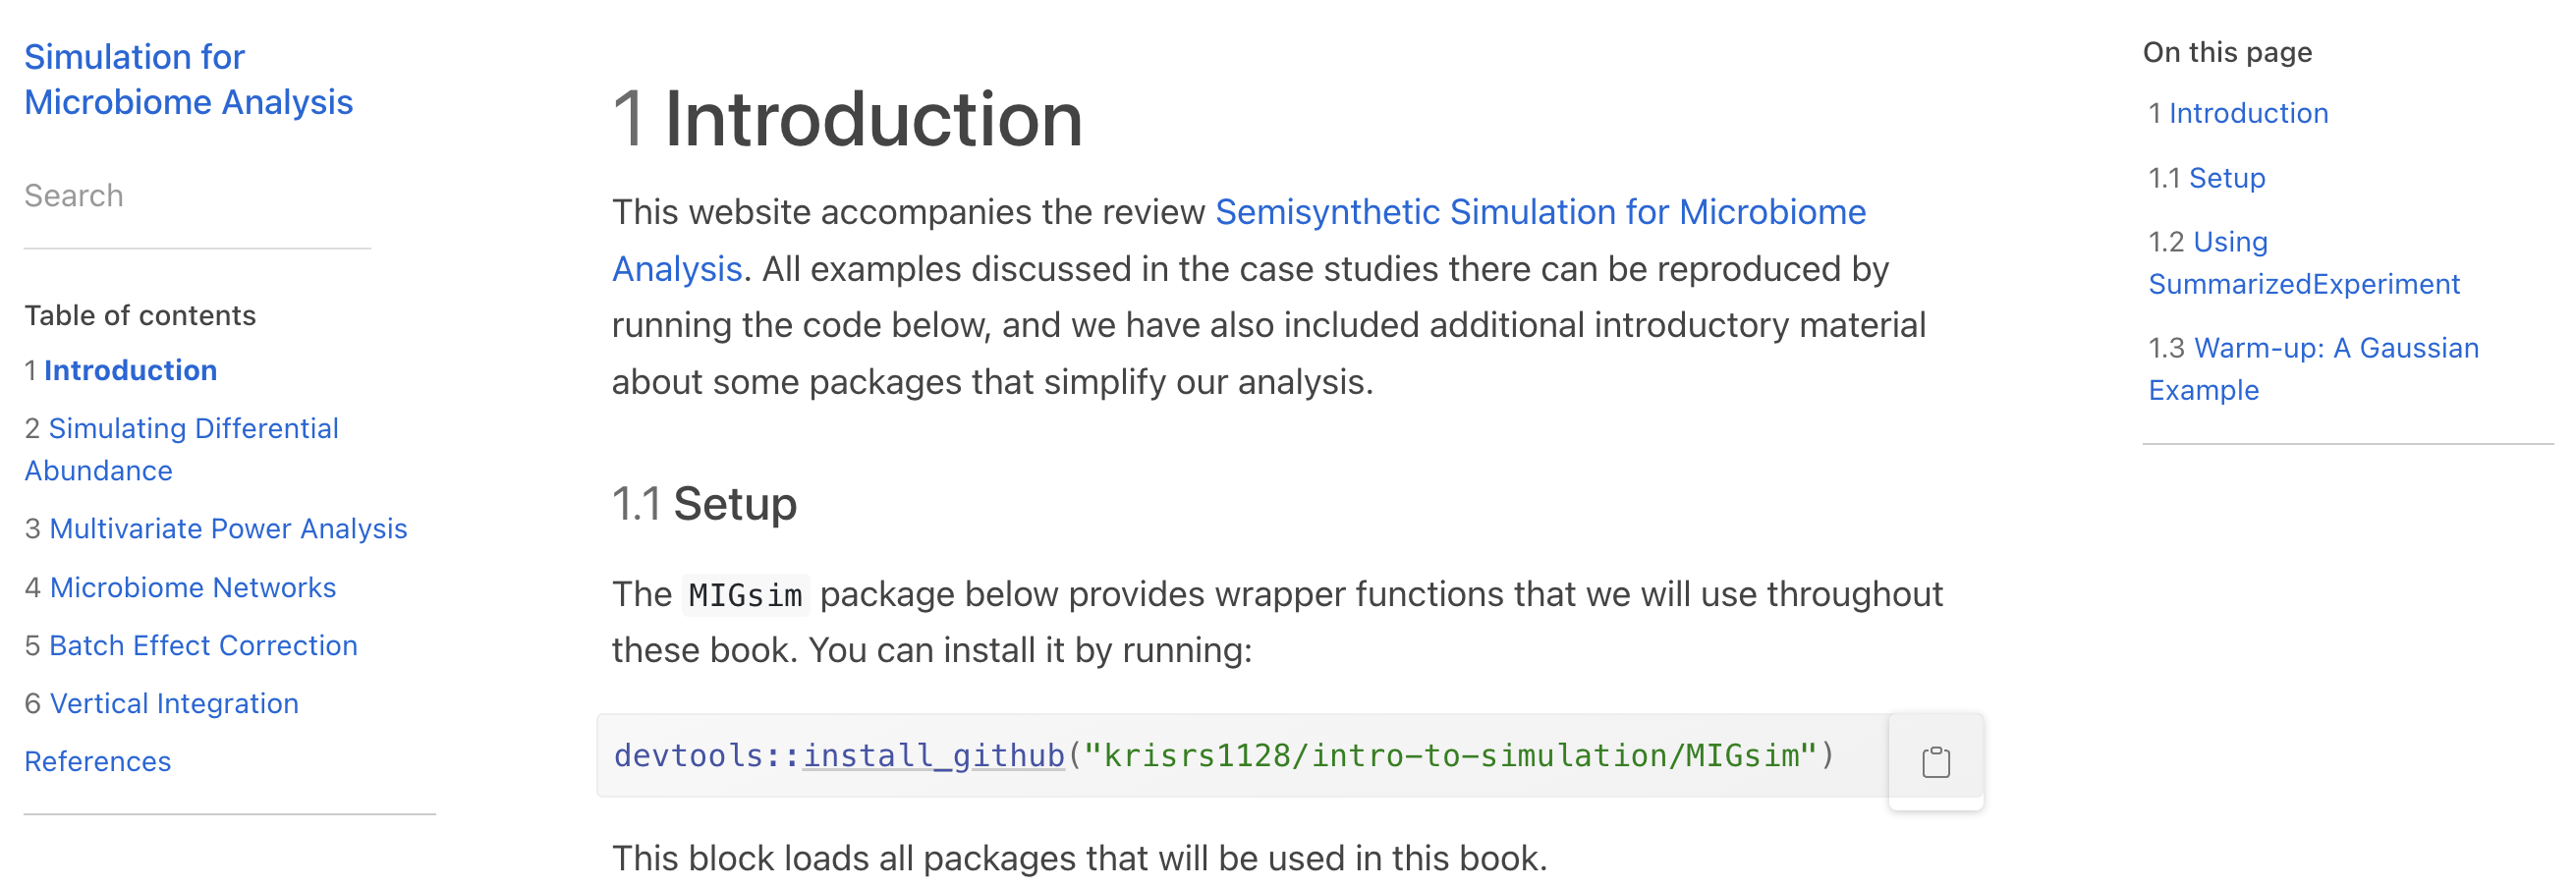 Simulation for
Microbiome Analysis
Search
Table of contents
1 Introduction
2 Simulating Differential
Abundance
3 Multivariate Power Analysis
4 Microbiome Networks
5 Batch Effect Correction
6 Vertical Integration
References
1 Introduction
This website accompanies the review Semisynthetic Simulation for Microbiome
Analysis. All examples discussed in the case studies there can be reproduced by
running the code below, and we have also included additional introductory material
about some packages that simplify our analysis.
1.1 Setup
The MIGsim package below provides wrapper functions that we will use throughout
these book. You can install it by running:
devtools::install_github("krisrs1128/intro-to-simulation/MIGsim")
This block loads all packages that will be used in this book.
On this page
1 Introduction
1.1 Setup
1.2 Using
SummarizedExperiment
1.3 Warm-up: A Gaussian
Example